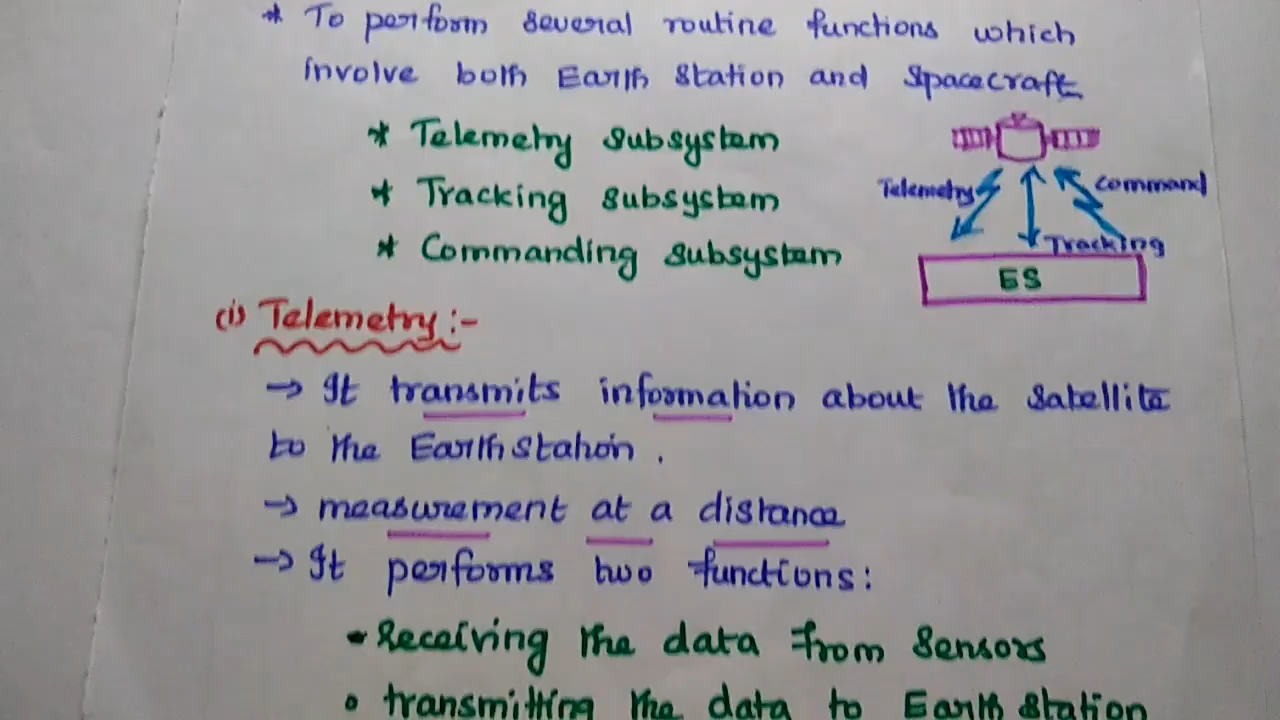 * To perform several routine functions which
involve both Earth Station and Spacecraft
* Telemetry Subsystem
* Tracking subsystem
* Commanding subsystem
Telemetry
Command
Tracking
ES
(i) Telemetry:-
→ It transmits information about the Satellite
to the Earth Station.
→ measurement at a distance
→ It performs two functions:
• Receiving the data from Sensors
• transmitting the data to Earth Station